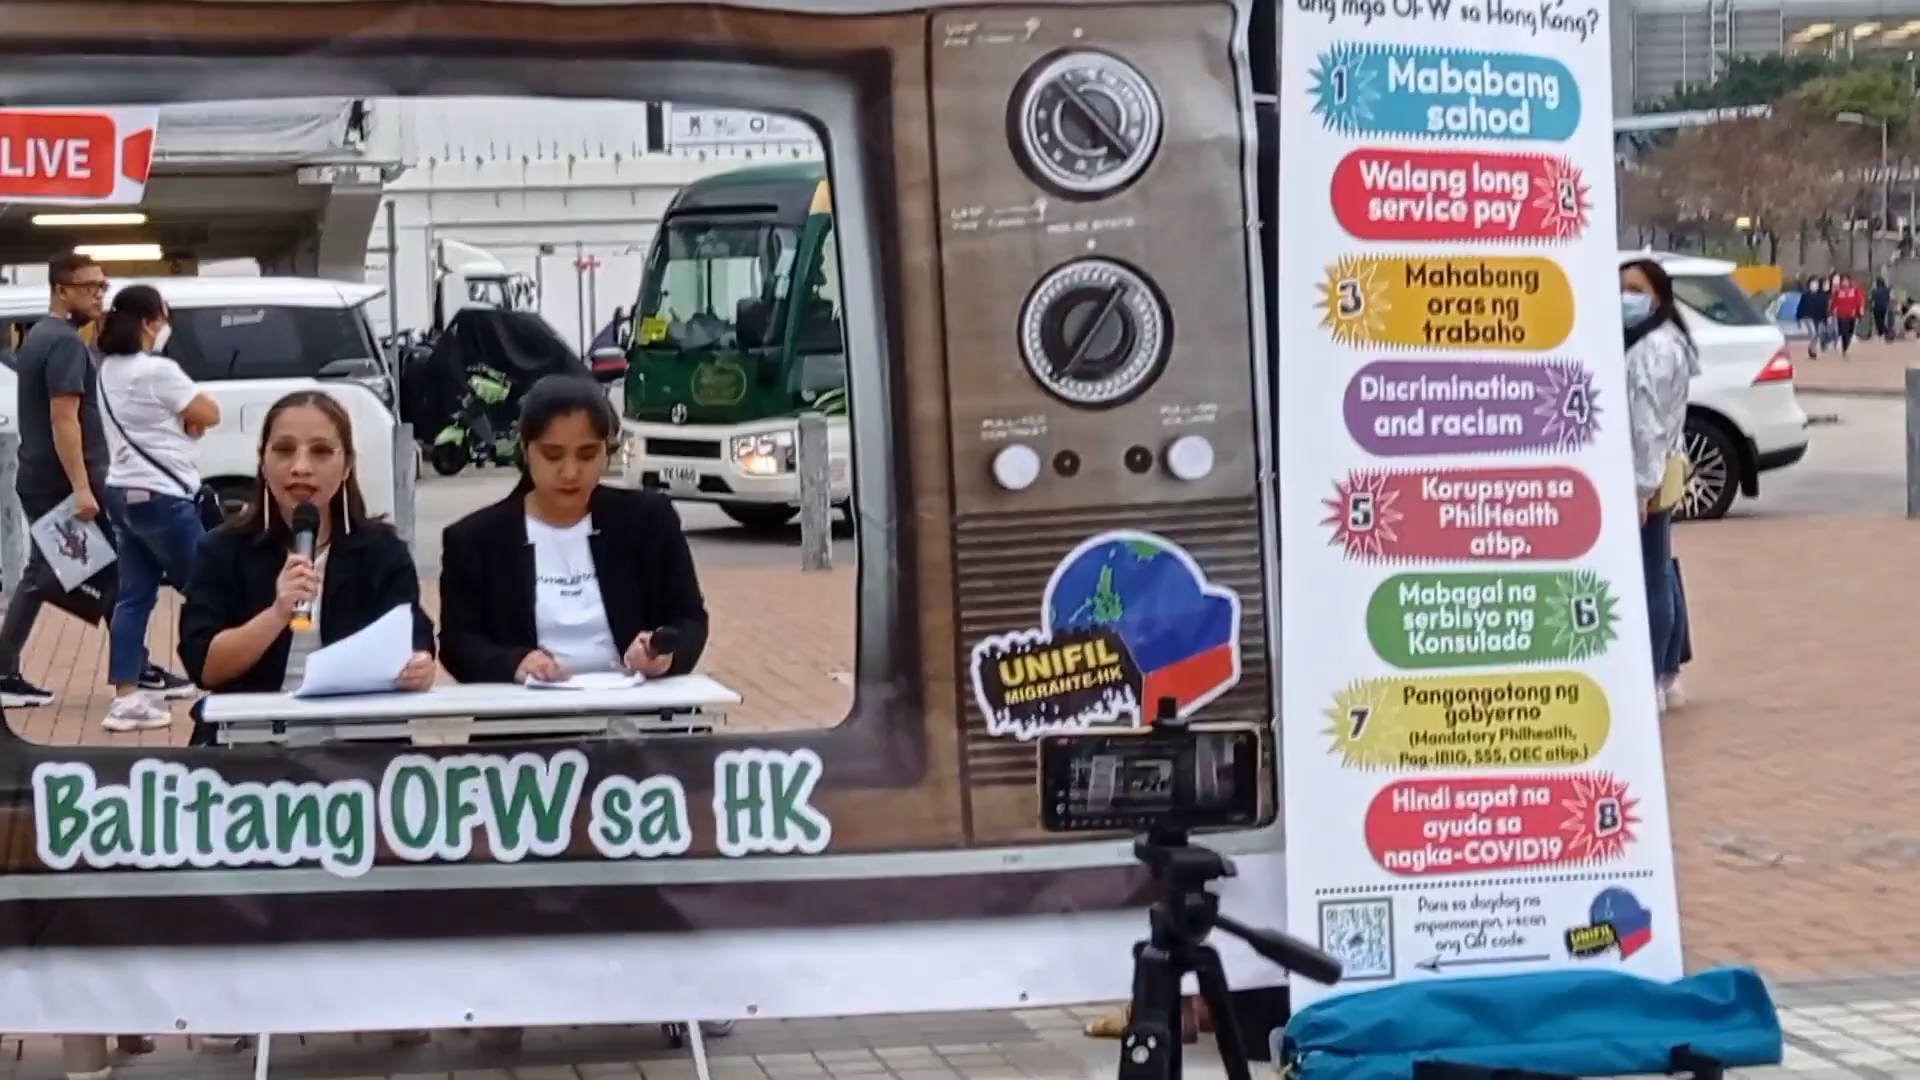 LIVE
YK1460
UNIFIL
MIGRANTE-HK
Balitang OFW sa HK
ang mga OFW sa Hong Kong?
1
Mababang
sahod
Walang long
service pay
2
3
Mahabang
oras ng
trabaho
Discrimination
and racism
4
5
Korupsyon sa
PhilHealth
atbp.
Mabagal na
serbisyo ng
Konsulado
6
7
Pangongotong ng
gobyerno
(Mandatory Philhealth,
Pag-IBIG, SSS, OEC atbp.)
Hindi sapat na
ayuda sa
nagka-COVID19
8
Para sa dagdag na
impormasyon, i-scan
ang QR code
UNIFIL